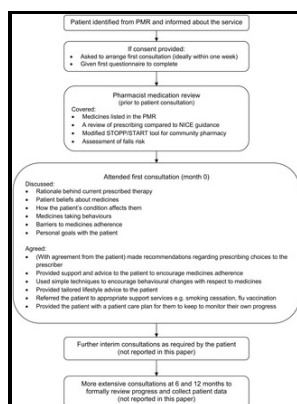 Patient identified from PMR and informed about the service
If consent provided:
• Asked to arrange first consultation (ideally within one week)
• Given first questionnaire to complete
Pharmacist medication review
(prior to patient consultation)
Covered:
• Medicines listed in the PMR
• A review of prescribing compared to NICE guidance
• Modified STOPP/START tool for community pharmacy
• Assessment of falls risk
Attended first consultation (month 0)
Discussed:
• Rationale behind current prescribed therapy
• Patient beliefs about medicines
• How the patient's condition affects them
• Medicines taking behaviours
• Barriers to medicines adherence
• Personal goals with the patient
Agreed:
• (With agreement from the patient) made recommendations regarding prescribing choices to the
prescriber
• Provided support and advice to the patient to encourage medicines adherence
• Used simple techniques to encourage behavioural changes with respect to medicines
• Provided tailored lifestyle advice to the patient
• Referred the patient to appropriate support services e.g. smoking cessation, flu vaccination
• Provided the patient with a patient care plan for them to keep to monitor their own progress
Further interim consultations as required by the patient
(not reported in this paper)
More extensive consultations at 6 and 12 months to
formally review progress and collect patient data
(not reported in this paper)